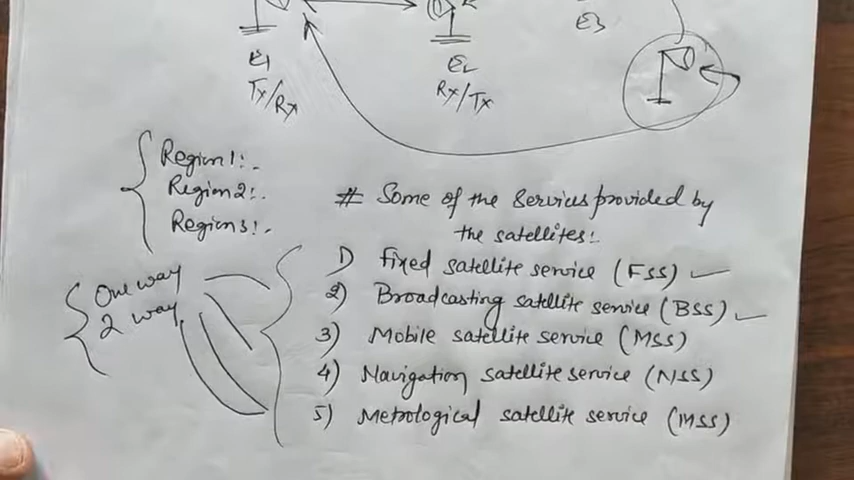 E1
E2
E3
Tx/Rx
Rx/Tx
Region1:-
Region2:-
Region3:-
# Some of the Services provided by
the satellites:
One way
2 way
1) fixed satellite service (FSS)
2) Broadcasting satellite service (BSS)
3) Mobile satellite service (MSS)
4) Navigation satellite service (NSS)
5) Metrological satellite service (MSS)